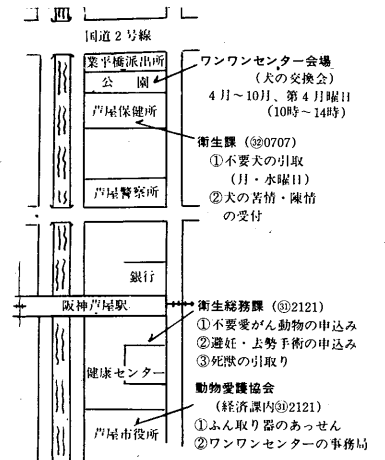 国道2号線
業平橋派出所
公園
芦屋保健所
芦屋警察所
銀行
阪神芦屋駅
健康センター
芦屋市役所
ワンワンセンター会場
(犬の交換会)
4月～10月、第4月曜日
(10時～14時)
衛生課(㉜0707)
①不要犬の引取
(月・水曜日)
②犬の苦情・陳情
の受付
衛生総務課(㉛2121)
①不要愛がん動物の申込み
②避妊・去勢手術の申込み
③死獣の引取り
動物愛護協会
(経済課内㉛2121)
①ふん取り器のあっせん
②ワンワンセンターの事務局